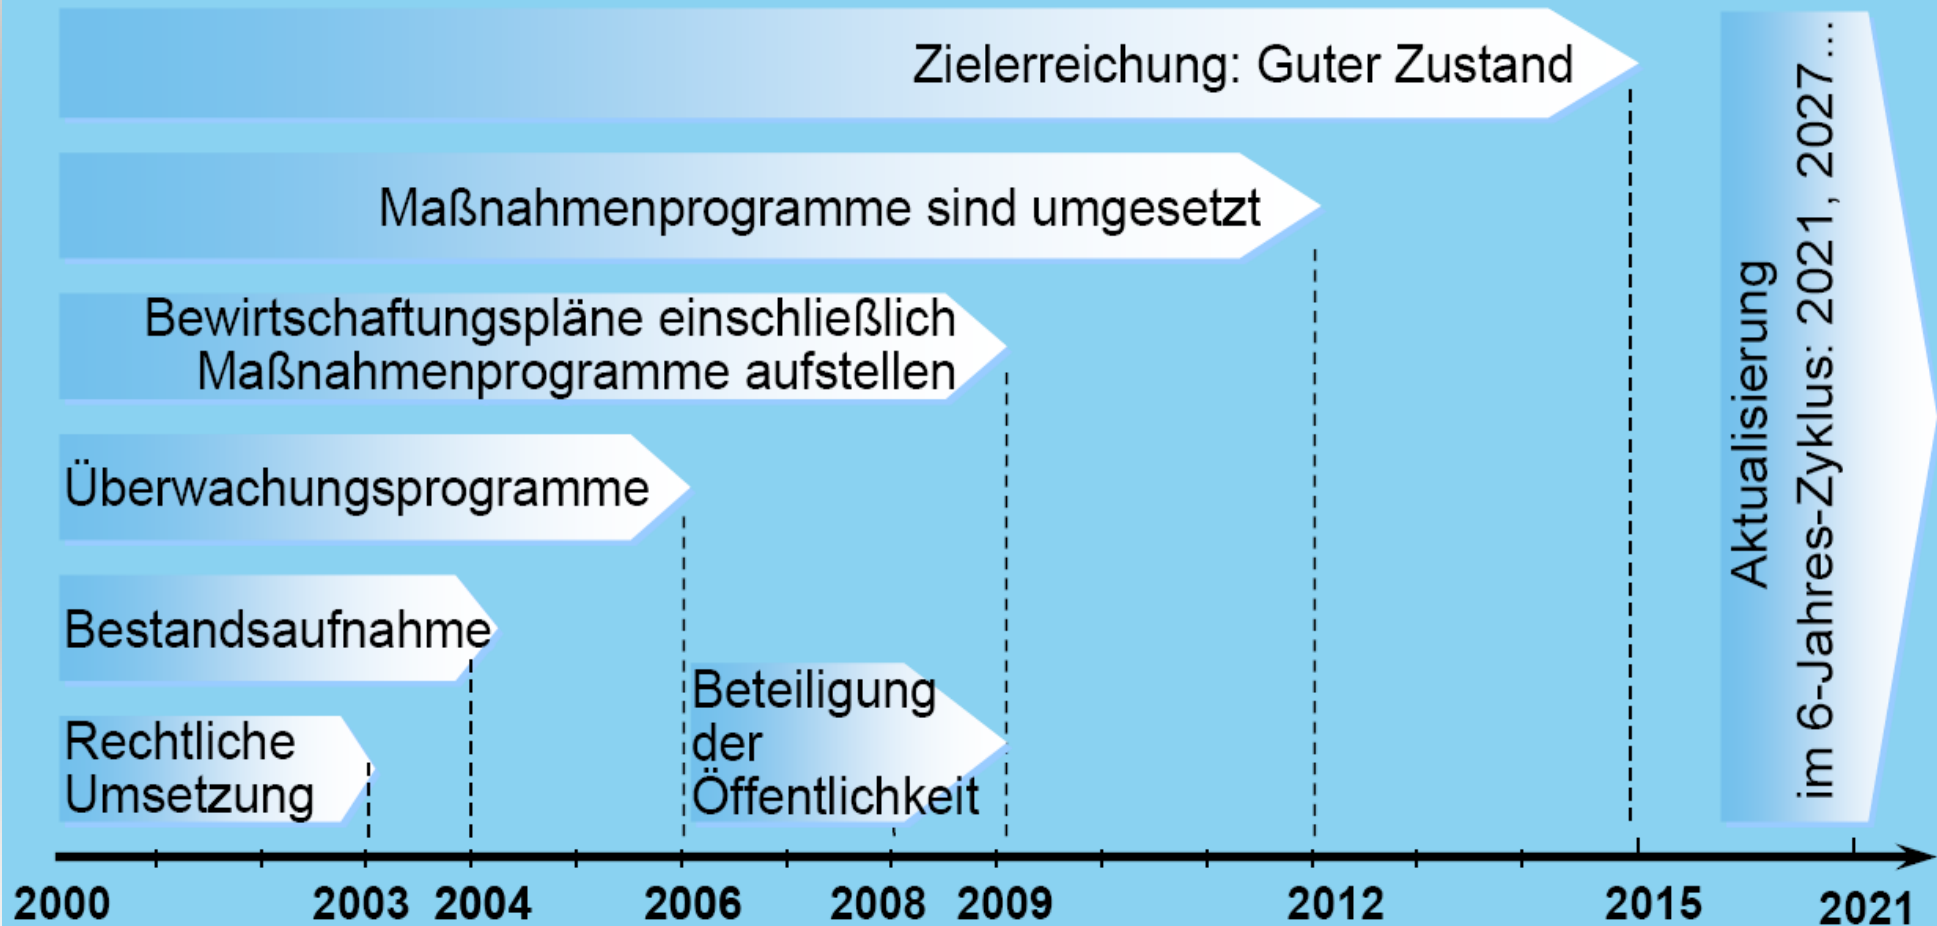 Zielerreichung: Guter Zustand
Maßnahmenprogramme sind umgesetzt
Bewirtschaftungspläne einschließlich
Maßnahmenprogramme aufstellen
Überwachungsprogramme
Bestandsaufnahme
Rechtliche
Umsetzung
Beteiligung
der
Öffentlichkeit
Aktualisierung
im 6-Jahres-Zyklus: 2021, 2027...
2000 2003 2004 2006 2008 2009 2012 2015 2021